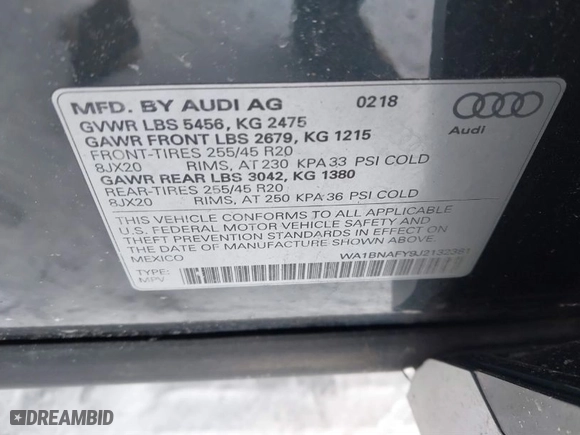 MFD. BY AUDI AG 0218
GVWR LBS 5456, KG 2475
GAWR FRONT LBS 2679, KG 1215
FRONT-TIRES 255/45 R20
8JX20 RIMS, AT 230 KPA 33 PSI COLD
GAWR REAR LBS 3042, KG 1380
REAR-TIRES 255/45 R20
8JX20 RIMS, AT 250 KPA 36 PSI COLD
Audi
THIS VEHICLE CONFORMS TO ALL APPLICABLE
U.S. FEDERAL MOTOR VEHICLE SAFETY AND
THEFT PREVENTION STANDARDS IN EFFECT ON
THE DATE OF MANUFACTURE SHOWN ABOVE.
MEXICO
TYPE:
MPV
DREAMBID